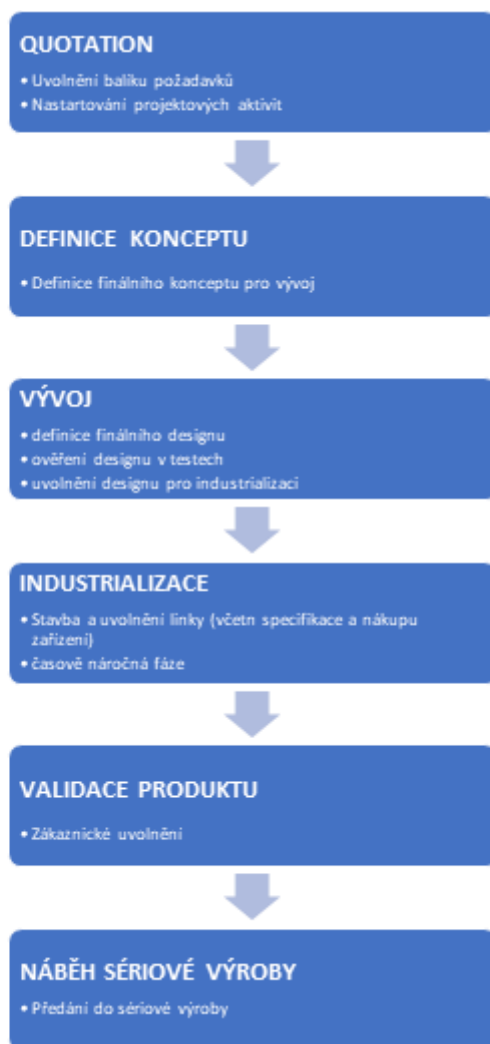 QUOTATION
• Uvolnění balíku požadavků
• Nastartování projektových aktivit
DEFINICE KONCEPTU
• Definice finálního konceptu pro vývoj
VÝVOJ
• definice finálního designu
• ověření designu v testech
• uvolnění designu pro industrializaci
INDUSTRIALIZACE
• Stavba a uvolnění linky (včetn specifikace a nákupu
zařízení)
• časově náročná fáze
VALIDACE PRODUKTU
• Zákaznické uvolnění
NÁBĚH SÉRIOVÉ VÝROBY
• Předání do sériové výroby